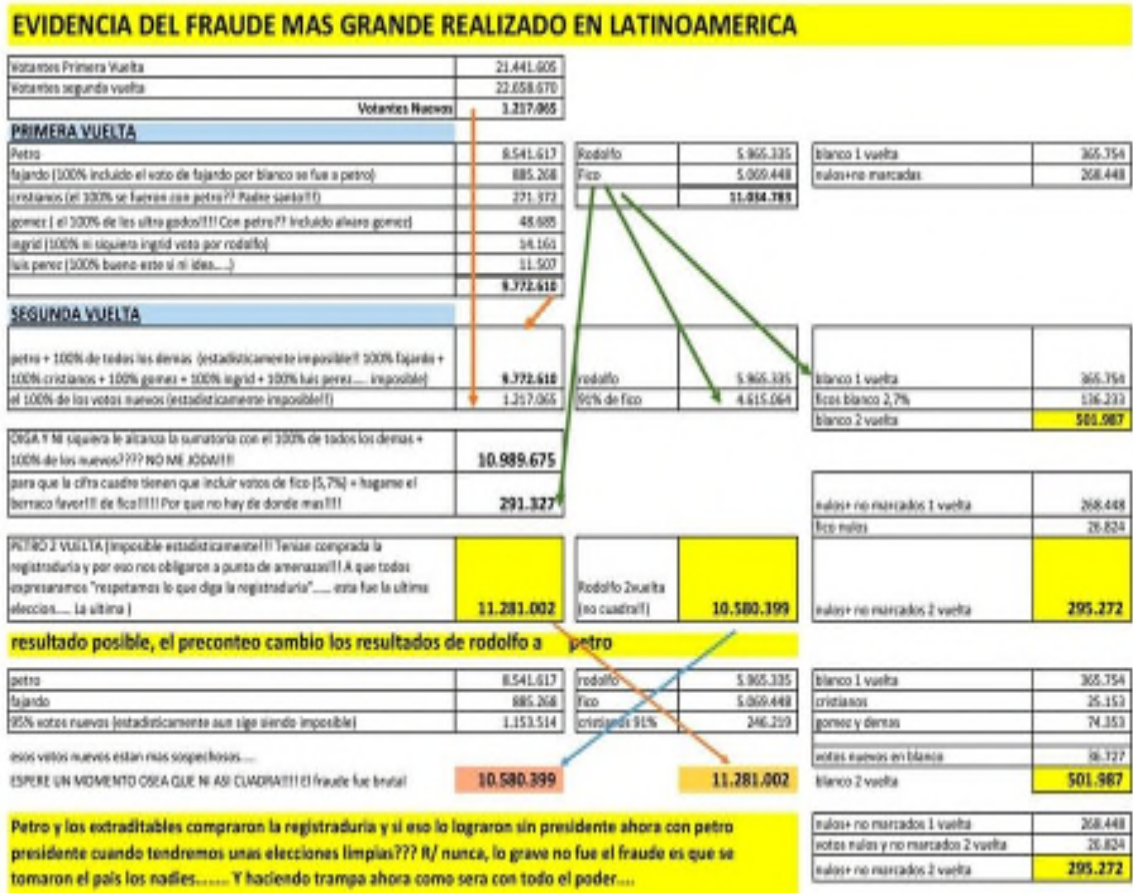 EVIDENCIA DEL FRAUDE MAS GRANDE REALIZADO EN LATINOAMERICA
Votantes Primera Vuelta 21.441.605
Votantes segunda vuelta 22.658.670
Votantes Nuevos 1.217.065
PRIMERA VUELTA
Petro 8.541.617
fajardo (100% incluido el voto de fajardo por blanco se fue a petro) 885.268
cristianos (el 100% se fueron con petro?? Padre santo!!!) 271.372
gomez ( el 100% de los ultra godos!!!! Con petro?? Incluido alvaro gomez) 48.685
ingrid (100% ni siquiera ingrid voto por rodolfo) 14.161
luis perez (100% bueno este si ni idea.....) 11.507
9.772.610
Rodolfo 5.965.335
Fico 5.069.448
11.034.783
blanco 1 vuelta 365.754
nulos+no marcadas 268.448
SEGUNDA VUELTA
petro + 100% de todos los demas (estadisticamente imposible!! 100% fajardo +
100% cristianos + 100% gomez + 100% ingrid + 100% luis perez..... imposible) 9.772.610
el 100% de los votos nuevos (estadisticamente imposible!!!) 1.217.065
rodolfo 5.965.335
91% de fico 4.615.064
blanco 1 vuelta 365.754
ficos blanco 2,7% 136.233
blanco 2 vuelta 501.987
OIGA Y NI siquiera le alcanza la sumatoria con el 100% de todos los demas +
100% de los nuevos???? NO ME JODA!!!! 10.989.675
para que la cifra cuadre tienen que incluir votos de fico (5,7%) + hagame el
berraco favor!!! de fico!!!!! Por que no hay de donde mas!!!! 291.327
nulos+ no marcados 1 vuelta 268.448
fico nulos 26.824
PETRO 2 VUELTA (Imposible estadisticamente!!! Tenian comprada la
registraduria y por eso nos obligaron a punta de amenazas!!! A que todos
expresaramos "respetamos lo que diga la registraduria"...... esta fue la ultima
eleccion..... La ultima ) 11.281.002
Rodolfo 2vuelta
(no cuadra!!) 10.580.399
nulos+ no marcados 2 vuelta 295.272
resultado posible, el preconteo cambio los resultados de rodolfo a petro
petro 8.541.617
fajardo 885.268
95% votos nuevos (estadisticamente aun sige siendo imposible) 1.153.514
rodolfo 5.965.335
fico 5.069.448
cristianos 91% 246.219
blanco 1 vuelta 365.754
cristianos 25.153
gomez y demas 74.353
votos nuevos en blanco 36.727
blanco 2 vuelta 501.987
esos votos nuevos estan mas sospechosos....
ESPERE UN MOMENTO OSEA QUE NI ASI CUADRA!!!!! El fraude fue brutal 10.580.399
11.281.002
Petro y los extraditables compraron la registraduria y si eso lo lograron sin presidente ahora con petro
presidente cuando tendremos unas elecciones limpias??? R/ nunca, lo grave no fue el fraude es que se
tomaron el pais los nadies....... Y haciendo trampa ahora como sera con todo el poder....
nulos+ no marcados 1 vuelta 268.448
votos nulos y no marcados 2 vuelta 26.824
nulos+ no marcados 2 vuelta 295.272